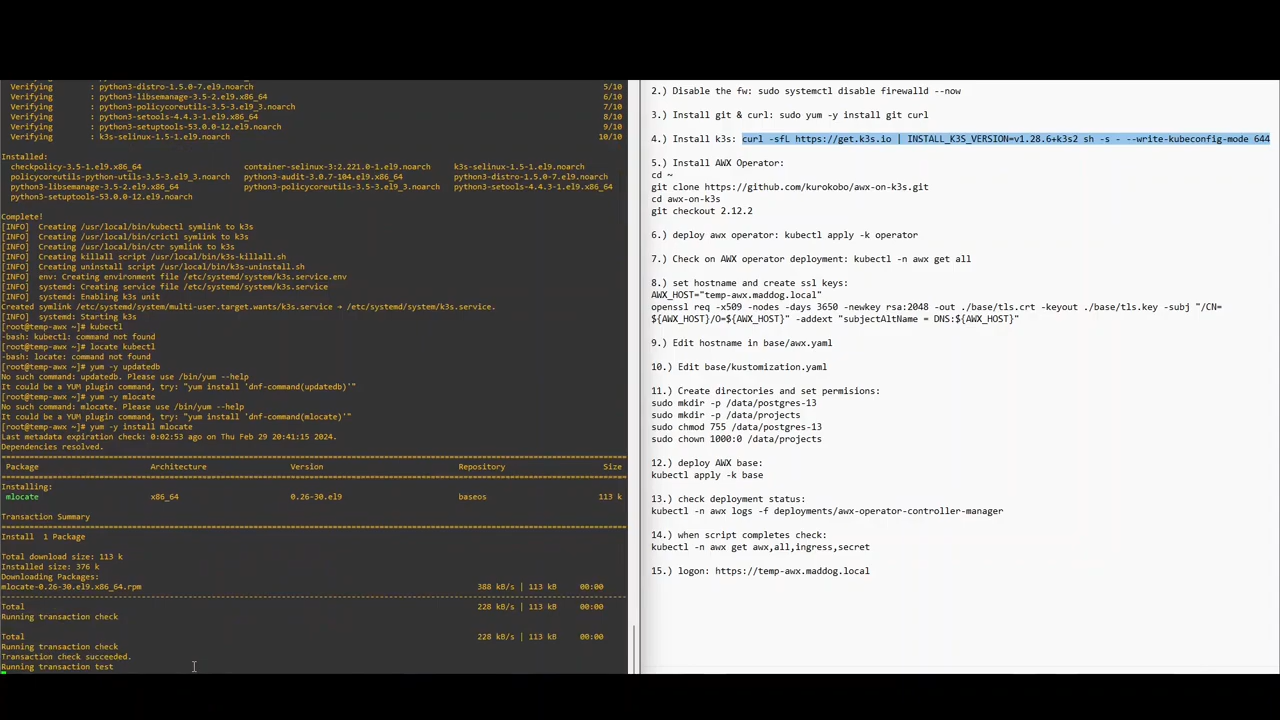 Verifying : python3-distro-1.5.0-7.el9.noarch 5/10
Verifying : python3-libsemanage-3.5-2.el9.x86_64 6/10
Verifying : python3-policycoreutils-3.5-3.el9_3.noarch 7/10
Verifying : python3-setools-4.4.3-1.el9.x86_64 8/10
Verifying : python3-setuptools-53.0.0-12.el9.noarch 9/10
Verifying : k3s-selinux-1.5-1.el9.noarch 10/10
Installed:
checkpolicy-3.5-1.el9.x86_64 container-selinux-3:2.221.0-1.el9.noarch k3s-selinux-1.5-1.el9.noarch
policycoreutils-python-utils-3.5-3.el9_3.noarch python3-audit-3.0.7-104.el9.x86_64 python3-distro-1.5.0-7.el9.noarch
python3-libsemanage-3.5-2.el9.x86_64 python3-policycoreutils-3.5-3.el9_3.noarch python3-setools-4.4.3-1.el9.x86_64
python3-setuptools-53.0.0-12.el9.noarch
Complete!
[INFO] Creating /usr/local/bin/kubectl symlink to k3s
[INFO] Creating /usr/local/bin/crictl symlink to k3s
[INFO] Creating /usr/local/bin/ctr symlink to k3s
[INFO] Creating killall script /usr/local/bin/k3s-killall.sh
[INFO] Creating uninstall script /usr/local/bin/k3s-uninstall.sh
[INFO] env: Creating environment file /etc/systemd/system/k3s.service.env
[INFO] systemd: Creating service file /etc/systemd/system/k3s.service
[INFO] systemd: Enabling k3s unit
Created symlink /etc/systemd/system/multi-user.target.wants/k3s.service → /etc/systemd/system/k3s.service.
[INFO] systemd: Starting k3s
[root@temp-awx ~]# kubectl
-bash: kubectl: command not found
[root@temp-awx ~]# locate kubectl
-bash: locate: command not found
[root@temp-awx ~]# yum -y updatedb
No such command: updatedb. Please use /bin/yum --help
It could be a YUM plugin command, try: "yum install 'dnf-command(updatedb)'"
[root@temp-awx ~]# yum -y mlocate
No such command: mlocate. Please use /bin/yum --help
It could be a YUM plugin command, try: "yum install 'dnf-command(mlocate)'"
[root@temp-awx ~]# yum -y install mlocate
Last metadata expiration check: 0:02:53 ago on Thu Feb 29 20:41:15 2024.
Dependencies resolved.
Package Architecture Version Repository Size
Installing:
mlocate x86_64 0.26-30.el9 baseos 113 k
Transaction Summary
Install 1 Package
Total download size: 113 k
Installed size: 376 k
Downloading Packages:
mlocate-0.26-30.el9.x86_64.rpm 388 kB/s | 113 kB 00:00
Total 228 kB/s | 113 kB 00:00
Running transaction check
Total 228 kB/s | 113 kB 00:00
Running transaction check
Transaction check succeeded.
Running transaction test
2.) Disable the fw: sudo systemctl disable firewalld --now
3.) Install git & curl: sudo yum -y install git curl
4.) Install k3s: curl -sfL https://get.k3s.io | INSTALL_K3S_VERSION=v1.28.6+k3s2 sh -s - --write-kubeconfig-mode 644
5.) Install AWX Operator:
cd ~
git clone https://github.com/kurokobo/awx-on-k3s.git
cd awx-on-k3s
git checkout 2.12.2
6.) deploy awx operator: kubectl apply -k operator
7.) Check on AWX operator deployment: kubectl -n awx get all
8.) set hostname and create ssl keys:
AWX_HOST="temp-awx.maddog.local"
openssl req -x509 -nodes -days 3650 -newkey rsa:2048 -out ./base/tls.crt -keyout ./base/tls.key -subj "/CN=
${AWX_HOST}/O=${AWX_HOST}" -addext "subjectAltName = DNS:${AWX_HOST}"
9.) Edit hostname in base/awx.yaml
10.) Edit base/kustomization.yaml
11.) Create directories and set permisions:
sudo mkdir -p /data/postgres-13
sudo mkdir -p /data/projects
sudo chmod 755 /data/postgres-13
sudo chown 1000:0 /data/projects
12.) deploy AWX base:
kubectl apply -k base
13.) check deployment status:
kubectl -n awx logs -f deployments/awx-operator-controller-manager
14.) when script completes check:
kubectl -n awx get awx,all,ingress,secret
15.) logon: https://temp-awx.maddog.local